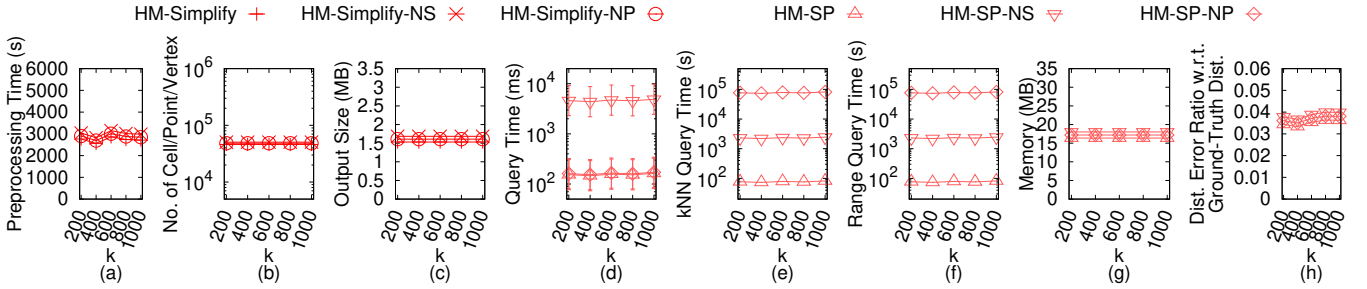 HM-Simplify HM-Simplify-NS HM-Simplify-NP HM-SP HM-SP-NS HM-SP-NP
Preprocessing Time (s)
6000
5000
4000
3000
2000
1000
0
200 400 600 800 1000
k
(a)
No. of Cell/Point/Vertex
10^6
10^5
10^4
200 400 600 800 1000
k
(b)
Output Size (MB)
3.5
3
2.5
2
1.5
1
0.5
0
200 400 600 800 1000
k
(c)
Query Time (ms)
10^4
10^3
10^2
200 400 600 800 1000
k
(d)
kNN Query Time (s)
10^5
10^4
10^3
10^2
200 400 600 800 1000
k
(e)
Range Query Time (s)
10^5
10^4
10^3
10^2
200 400 600 800 1000
k
(f)
Memory (MB)
35
30
25
20
15
10
5
0
200 400 600 800 1000
k
(g)
Dist. Error Ratio w.r.t.
Ground-Truth Dist.
0.06
0.05
0.04
0.03
0.02
0.01
0
200 400 600 800 1000
k
(h)